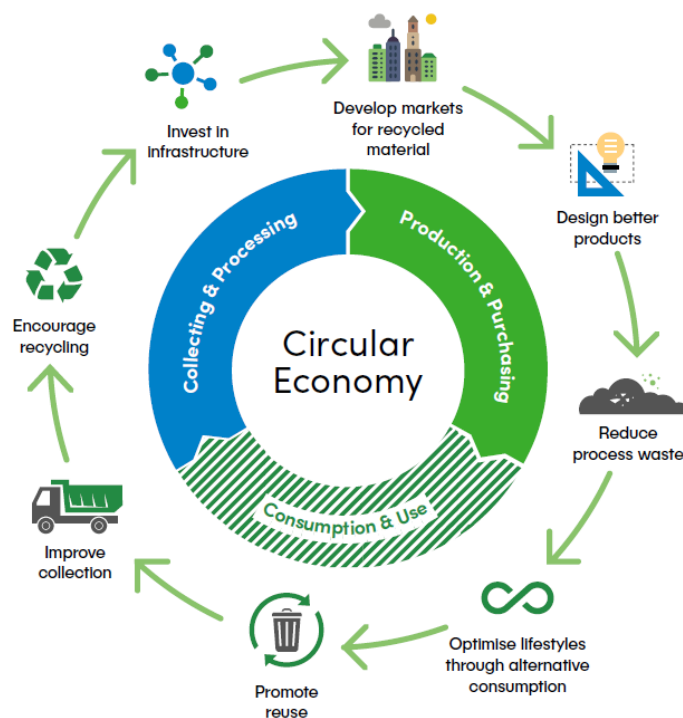 Circular
Economy
Collecting & Processing
Production & Purchasing
Consumption & Use
Develop markets
for recycled
material
Design better
products
Reduce
process waste
Optimise lifestyles
through alternative
consumption
Promote
reuse
Improve
collection
Encourage
recycling
Invest in
infrastructure